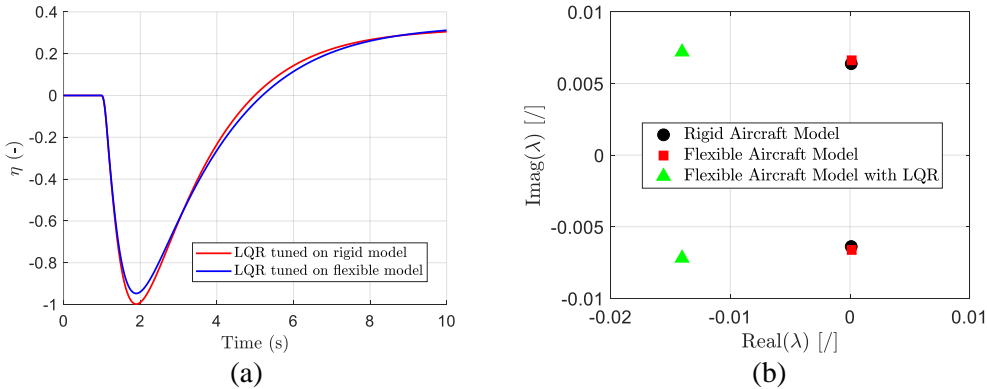 0.4
0.2
0
-0.2
-0.4
-0.6
-0.8
-1
η (-)
LQR tuned on rigid model
LQR tuned on flexible model
0 2 4 6 8 10
Time (s)
(a)
0.01
0.005
0
-0.005
-0.01
Imag(λ) [/]
Rigid Aircraft Model
Flexible Aircraft Model
Flexible Aircraft Model with LQR
-0.02 -0.01 0 0.01
Real(λ) [/]
(b)